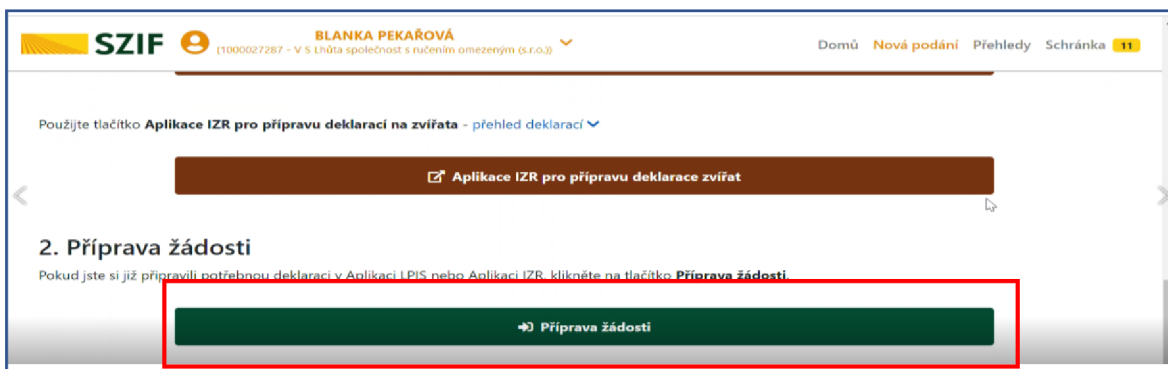 SZIF
BLANKA PEKAŘOVÁ
(1000027287 - V S Lhůta společnost s ručením omezeným (s.r.o.))
Domů Nová podání Přehledy Schránka 11
Použijte tlačítko Aplikace IZR pro přípravu deklarací na zvířata - přehled deklarací
Aplikace IZR pro přípravu deklarace zvířat
2. Příprava žádosti
Pokud jste si již připravili potřebnou deklaraci v Aplikaci LPIS nebo Aplikaci IZR, klikněte na tlačítko Příprava žádosti.
Příprava žádosti